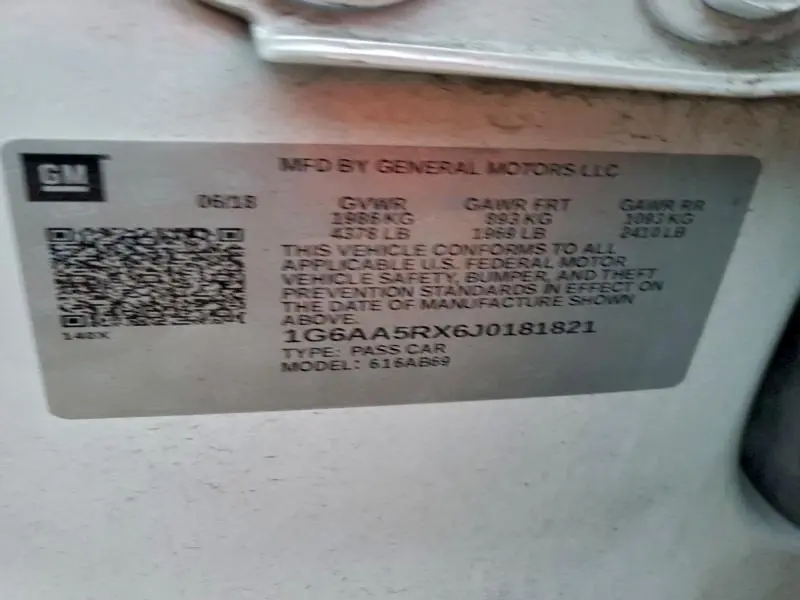 GM
MFD BY GENERAL MOTORS LLC
06/18 GVWR GAWR FRT GAWR RR
1986 KG 893 KG 1093 KG
4378 LB 1969 LB 2410 LB
THIS VEHICLE CONFORMS TO ALL
APPLICABLE U.S. FEDERAL MOTOR
VEHICLE SAFETY, BUMPER, AND THEFT
PREVENTION STANDARDS IN EFFECT ON
THE DATE OF MANUFACTURE SHOWN
ABOVE.
1G6AA5RX6J0181821
TYPE: PASS CAR
MODEL: 616AB69